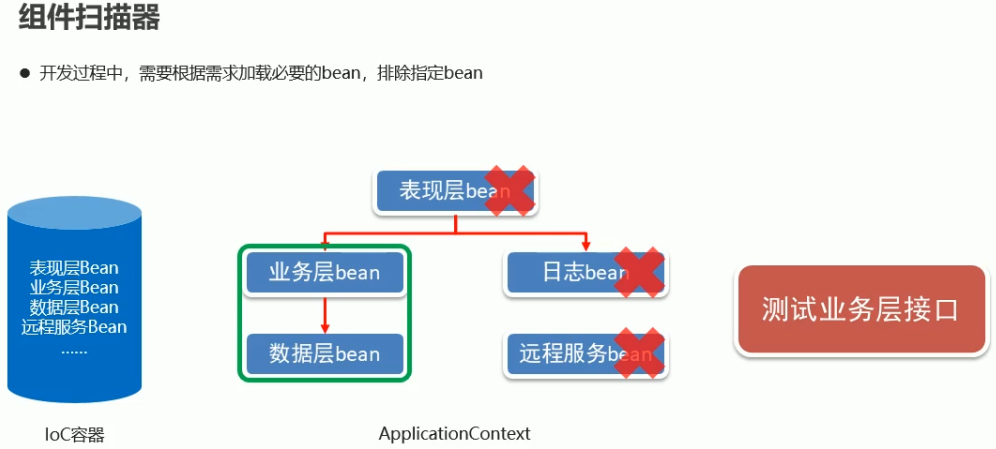 组件扫描器
● 开发过程中，需要根据需求加载必要的bean，排除指定bean
表现层bean
表现层Bean
业务层Bean
数据层Bean
远程服务Bean
......
业务层bean
日志bean
数据层bean
远程服务bean
测试业务层接口
IoC容器
ApplicationContext